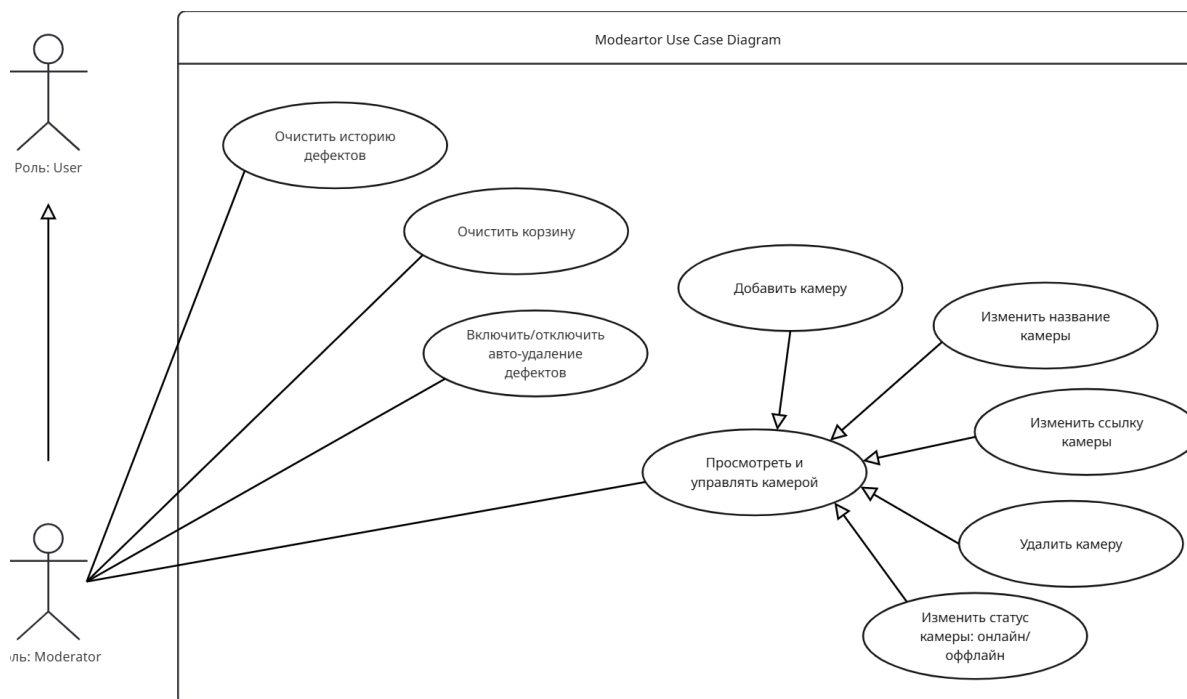 Modeartor Use Case Diagram
Роль: User
Очистить историю
дефектов
Очистить корзину
Добавить камеру
Изменить название
камеры
Включить/отключить
авто-удаление
дефектов
Изменить ссылку
камеры
Просмотреть и
управлять камерой
Удалить камеру
Изменить статус
камеры: онлайн/
оффлайн
оль: Moderator